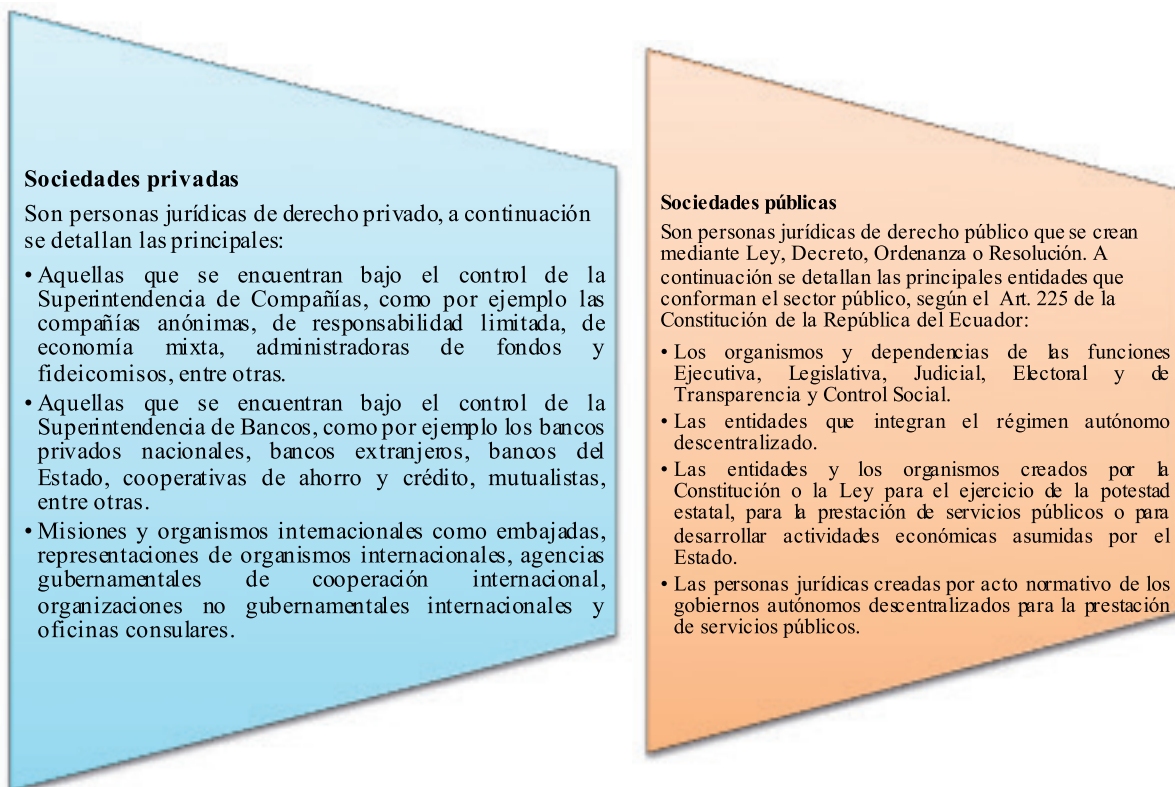 Sociedades privadas
Son personas jurídicas de derecho privado, a continuación
se detallan las principales:
• Aquellas que se encuentran bajo el control de la
Superintendencia de Compañías, como por ejemplo las
compañías anónimas, de responsabilidad limitada, de
economía mixta, administradoras de fondos y
fideicomisos, entre otras.
• Aquellas que se encuentran bajo el control de la
Superintendencia de Bancos, como por ejemplo los bancos
privados nacionales, bancos extranjeros, bancos del
Estado, cooperativas de ahorro y crédito, mutualistas,
entre otras.
• Misiones y organismos internacionales como embajadas,
representaciones de organismos internacionales, agencias
gubernamentales de cooperación internacional,
organizaciones no gubernamentales internacionales y
oficinas consulares.
Sociedades públicas
Son personas jurídicas de derecho público que se crean
mediante Ley, Decreto, Ordenanza o Resolución. A
continuación se detallan las principales entidades que
conforman el sector público, según el Art. 225 de la
Constitución de la República del Ecuador:
• Los organismos y dependencias de las funciones
Ejecutiva, Legislativa, Judicial, Electoral y de
Transparencia y Control Social.
• Las entidades que integran el régimen autónomo
descentralizado.
• Las entidades y los organismos creados por la
Constitución o la Ley para el ejercicio de la potestad
estatal, para la prestación de servicios públicos o para
desarrollar actividades económicas asumidas por el
Estado.
• Las personas jurídicas creadas por acto normativo de los
gobiernos autónomos descentralizados para la prestación
de servicios públicos.